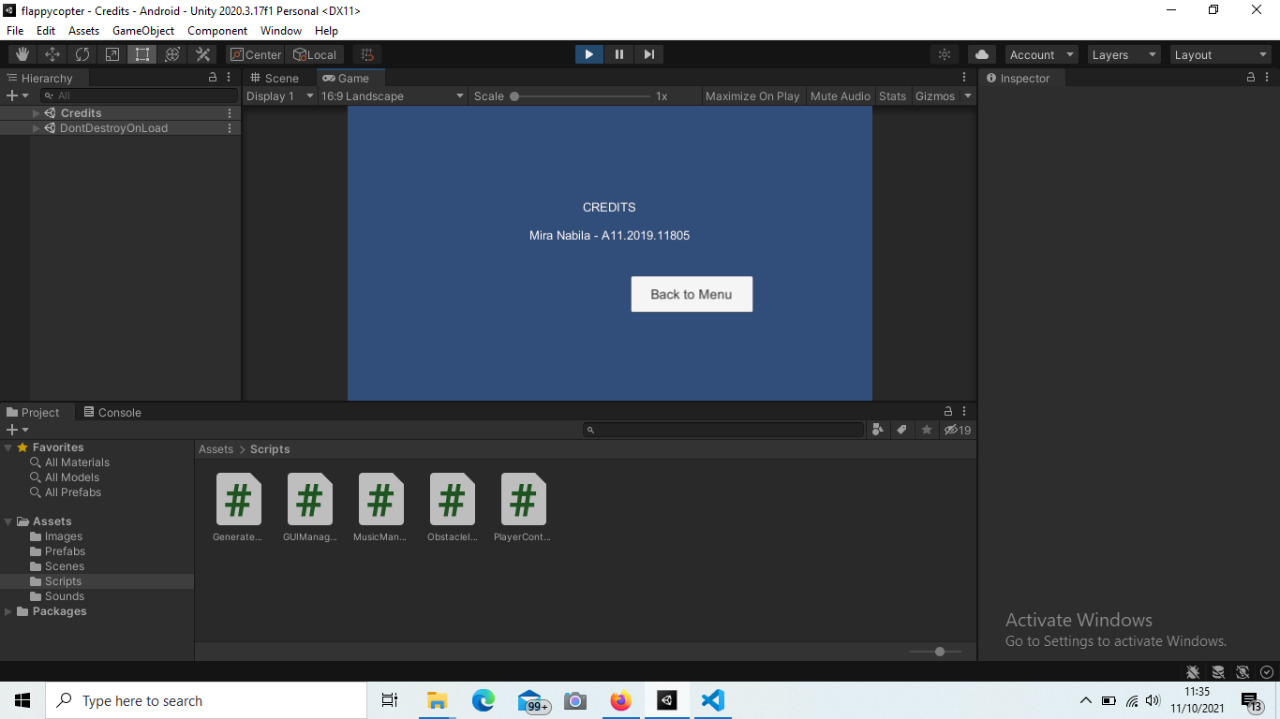 flappycopter - Credits - Android - Unity 2020.3.17f1 Personal <DX11>
File Edit Assets GameObject Component Window Help
Center Local Account Layers Layout
Hierarchy Scene Game Inspector
All Display 1 16:9 Landscape Scale 1x Maximize On Play Mute Audio Stats Gizmos
Credits
DontDestroyOnLoad
CREDITS
Mira Nabila - A11.2019.11805
Back to Menu
Project Console
19
Favorites
All Materials
All Models
All Prefabs
Assets
Images
Prefabs
Scenes
Scripts
Sounds
Packages
Assets > Scripts
Generate... GUIManag... MusicMan... ObstacleI... PlayerCont...
Activate Windows
Go to Settings to activate Windows.
Type here to search
99+
11:35
11/10/2021
13